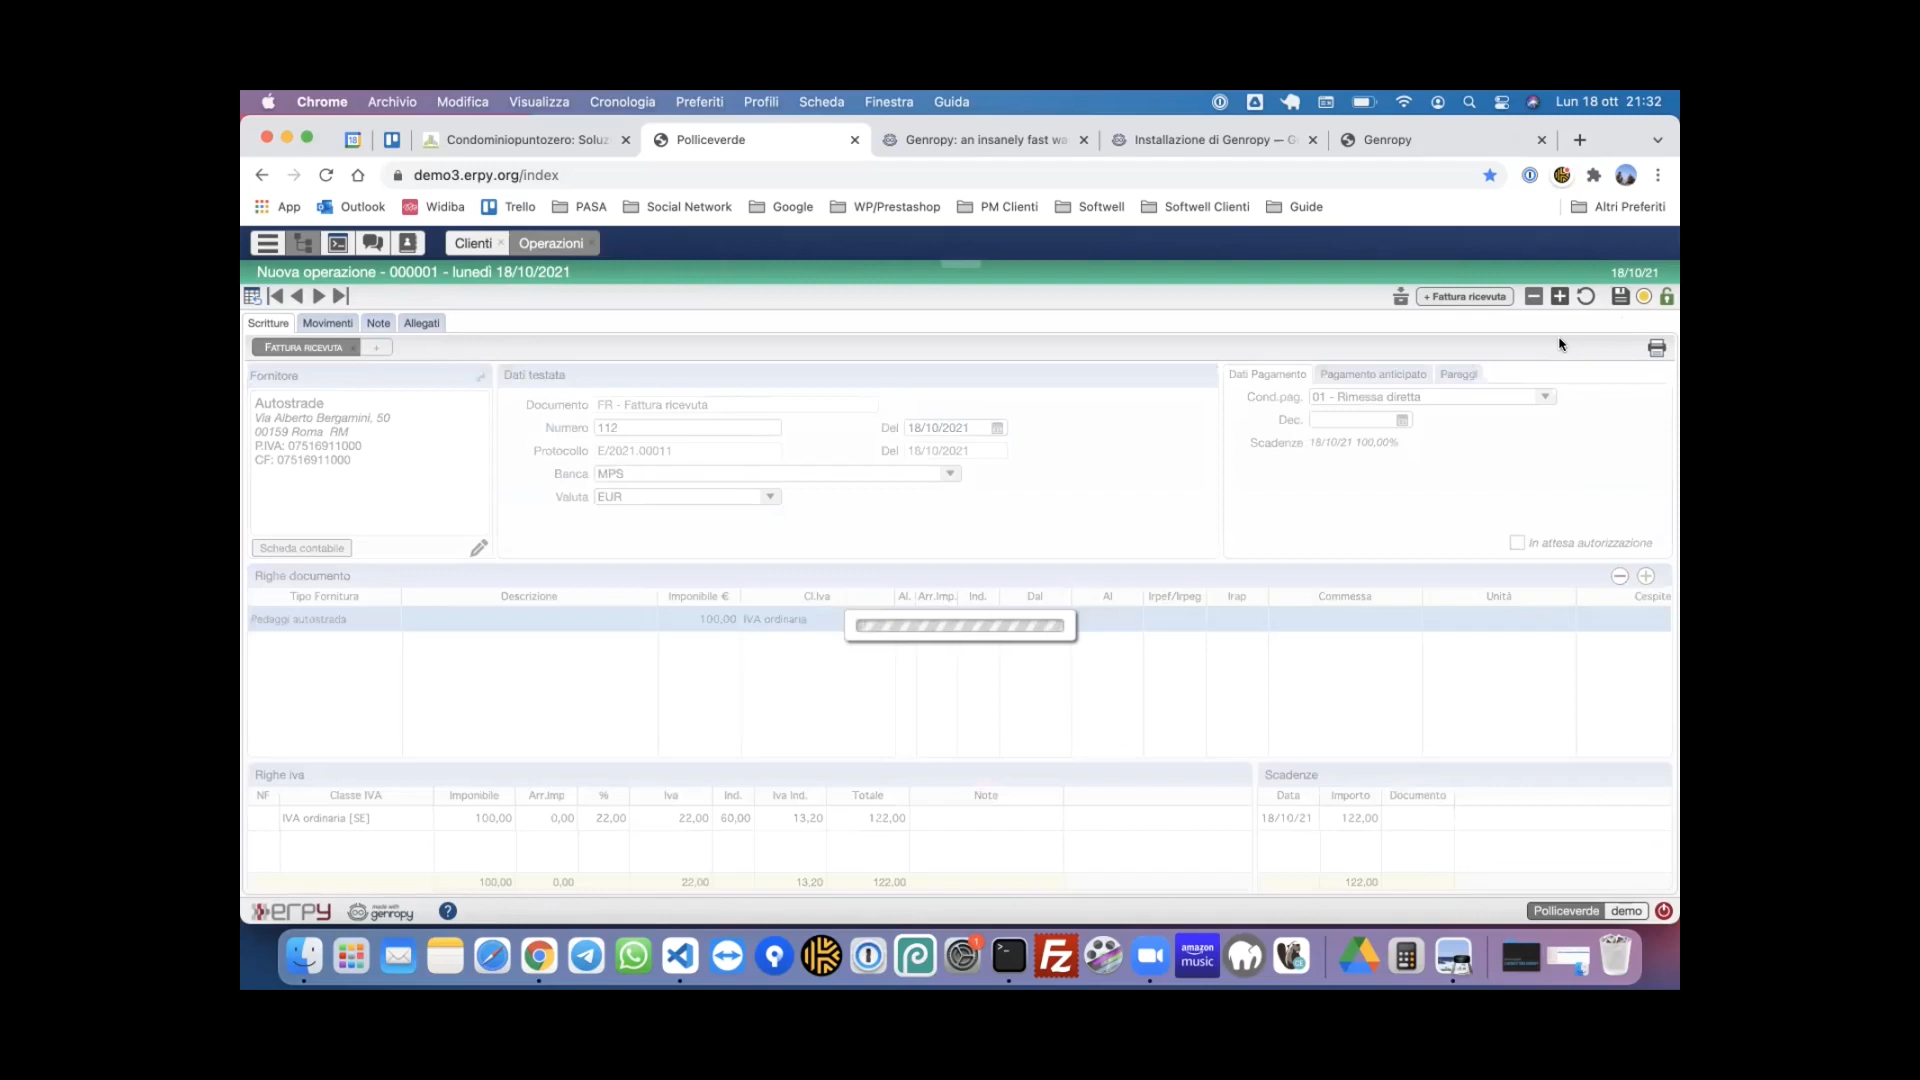 Chrome Archivio Modifica Visualizza Cronologia Preferiti Profili Scheda Finestra Guida Lun 18 ott 21:32
18 Condominiopuntozero: Soluz Polliceverde Genropy: an insanely fast wa Installazione di Genropy — G Genropy
demo3.erpy.org/index
App Outlook Widiba Trello PASA Social Network Google WP/Prestashop PM Clienti Softwell Softwell Clienti Guide Altri Preferiti
Clienti Operazioni
Nuova operazione - 000001 - lunedì 18/10/2021 18/10/21
+ Fattura ricevuta
Scritture Movimenti Note Allegati
Fattura ricevuta +
Fornitore Dati testata Dati Pagamento Pagamento anticipato Pareggi
Autostrade
Via Alberto Bergamini, 50
00159 Roma RM
P.IVA: 07516911000
CF: 07516911000
Scheda contabile
Documento FR - Fattura ricevuta
Numero 112 Del 18/10/2021
Protocollo E/2021.00011 Del 18/10/2021
Banca MPS
Valuta EUR
Cond.pag. 01 - Rimessa diretta
Dec.
Scadenze 18/10/21 100,00%
In attesa autorizzazione
Righe documento
Tipo Fornitura Descrizione Imponibile € Cl.Iva Al. Arr.Imp. Ind. Dal Al Irpef/Irpeg Irap Commessa Unità Cespite
Pedaggi autostrada 100,00 IVA ordinaria
Righe iva
NF Classe IVA Imponibile Arr.Imp % Iva Ind. Iva Ind. Totale Note
IVA ordinaria [SE] 100,00 0,00 22,00 22,00 60,00 13,20 122,00
100,00 0,00 22,00 13,20 122,00
Scadenze
Data Importo Documento
18/10/21 122,00
122,00
erpy made with genropy ? Polliceverde demo
1 Fz amazon music